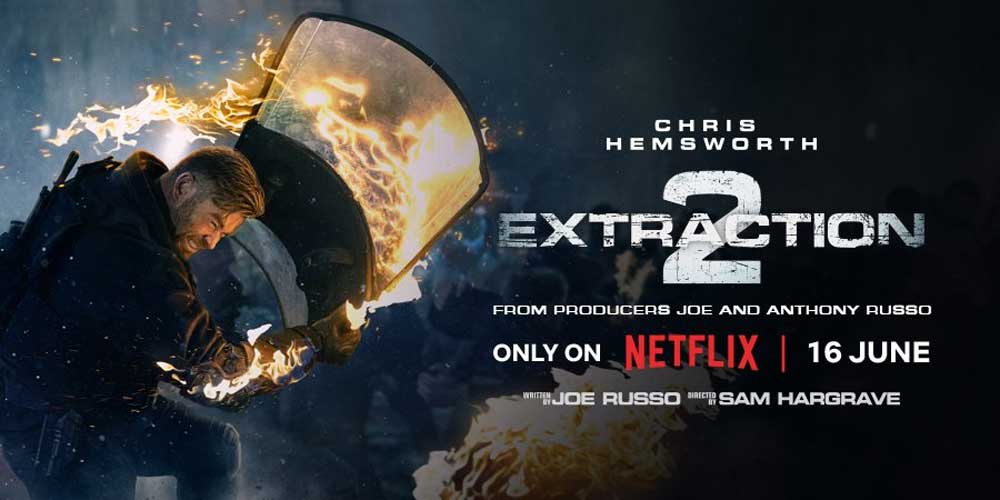 CHRIS
HEMSWORTH
EXTRACTION 2
FROM PRODUCERS JOE AND ANTHONY RUSSO
ONLY ON NETFLIX | 16 JUNE
WRITTEN BY JOE RUSSO DIRECTED BY SAM HARGRAVE